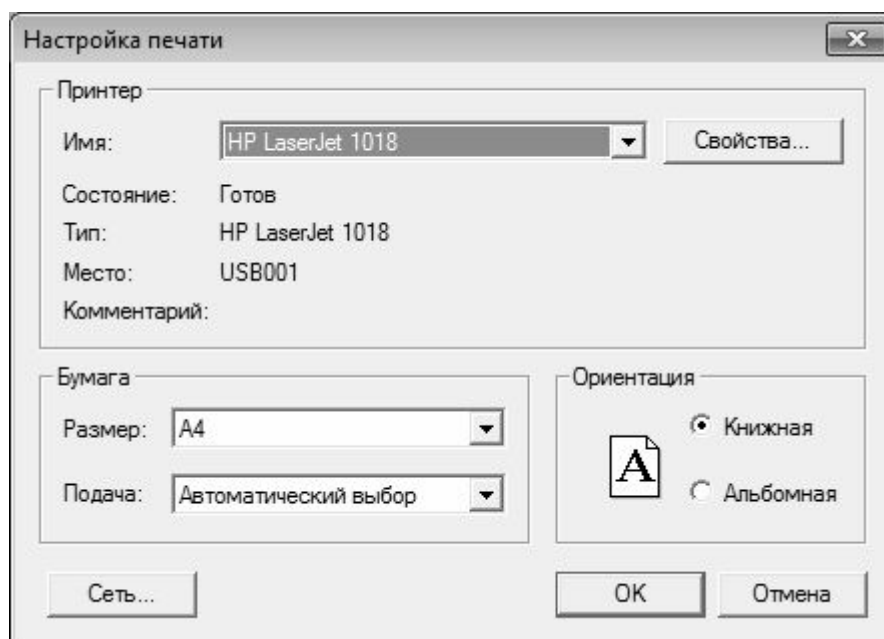 Настройка печати
Принтер
Имя: HP LaserJet 1018 Свойства...
Состояние: Готов
Тип: HP LaserJet 1018
Место: USB001
Комментарий:
Бумага
Размер: A4
Подача: Автоматический выбор
Ориентация
A
Книжная
Альбомная
Сеть... OK Отмена